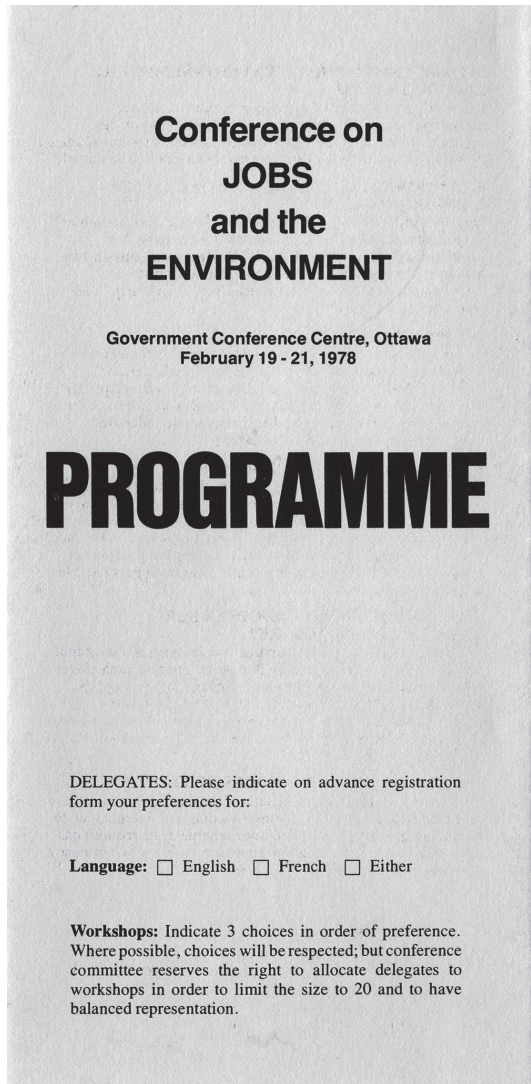 Conference on
JOBS
and the
ENVIRONMENT
Government Conference Centre, Ottawa
February 19 - 21, 1978
PROGRAMME
DELEGATES: Please indicate on advance registration
form your preferences for:
Language: ☐ English ☐ French ☐ Either
Workshops: Indicate 3 choices in order of preference.
Where possible, choices will be respected; but conference
committee reserves the right to allocate delegates to
workshops in order to limit the size to 20 and to have
balanced representation.